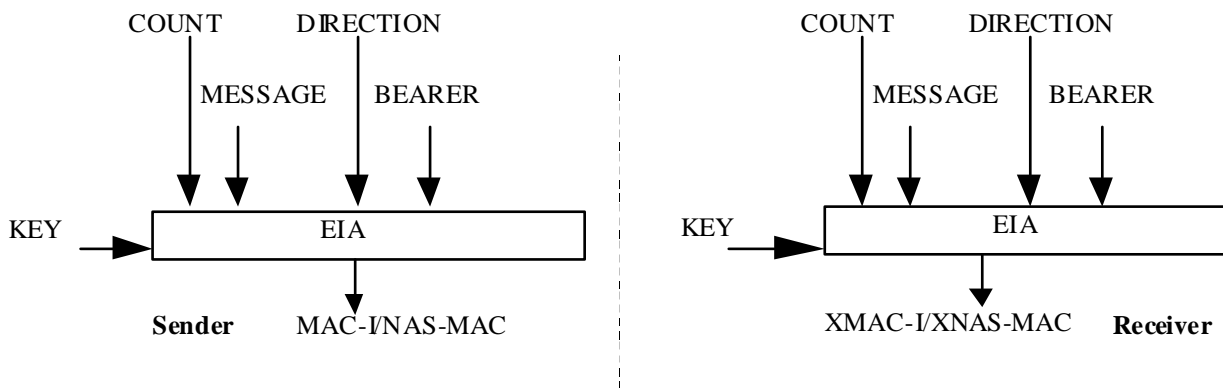 COUNT DIRECTION
MESSAGE BEARER
KEY EIA
Sender MAC-I/NAS-MAC
COUNT DIRECTION
MESSAGE BEARER
KEY EIA
XMAC-I/XNAS-MAC Receiver